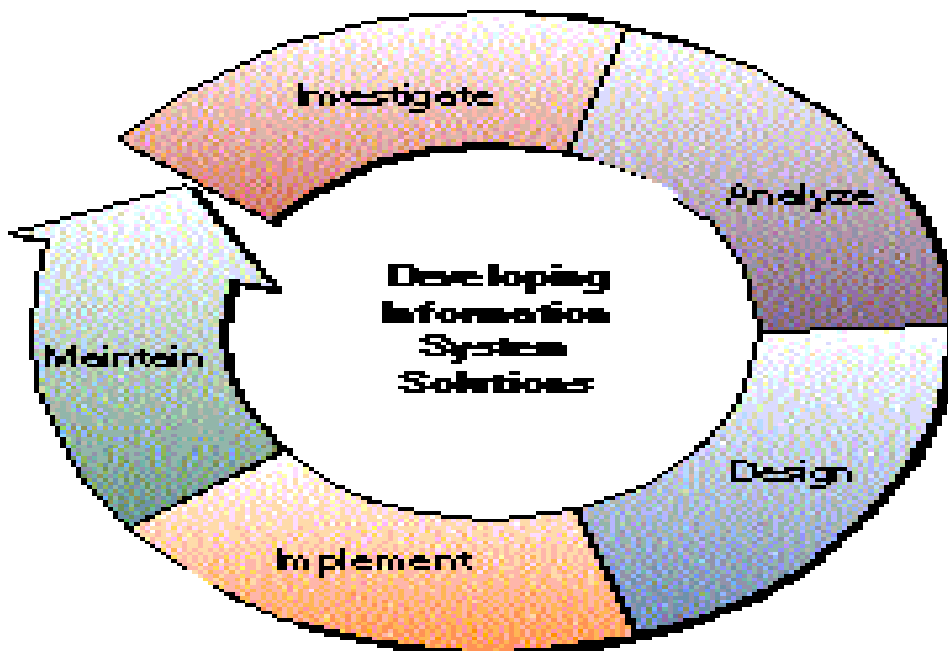 Investigate
Analyze
Developing
Information
System
Solutions
Maintain
Design
Implement